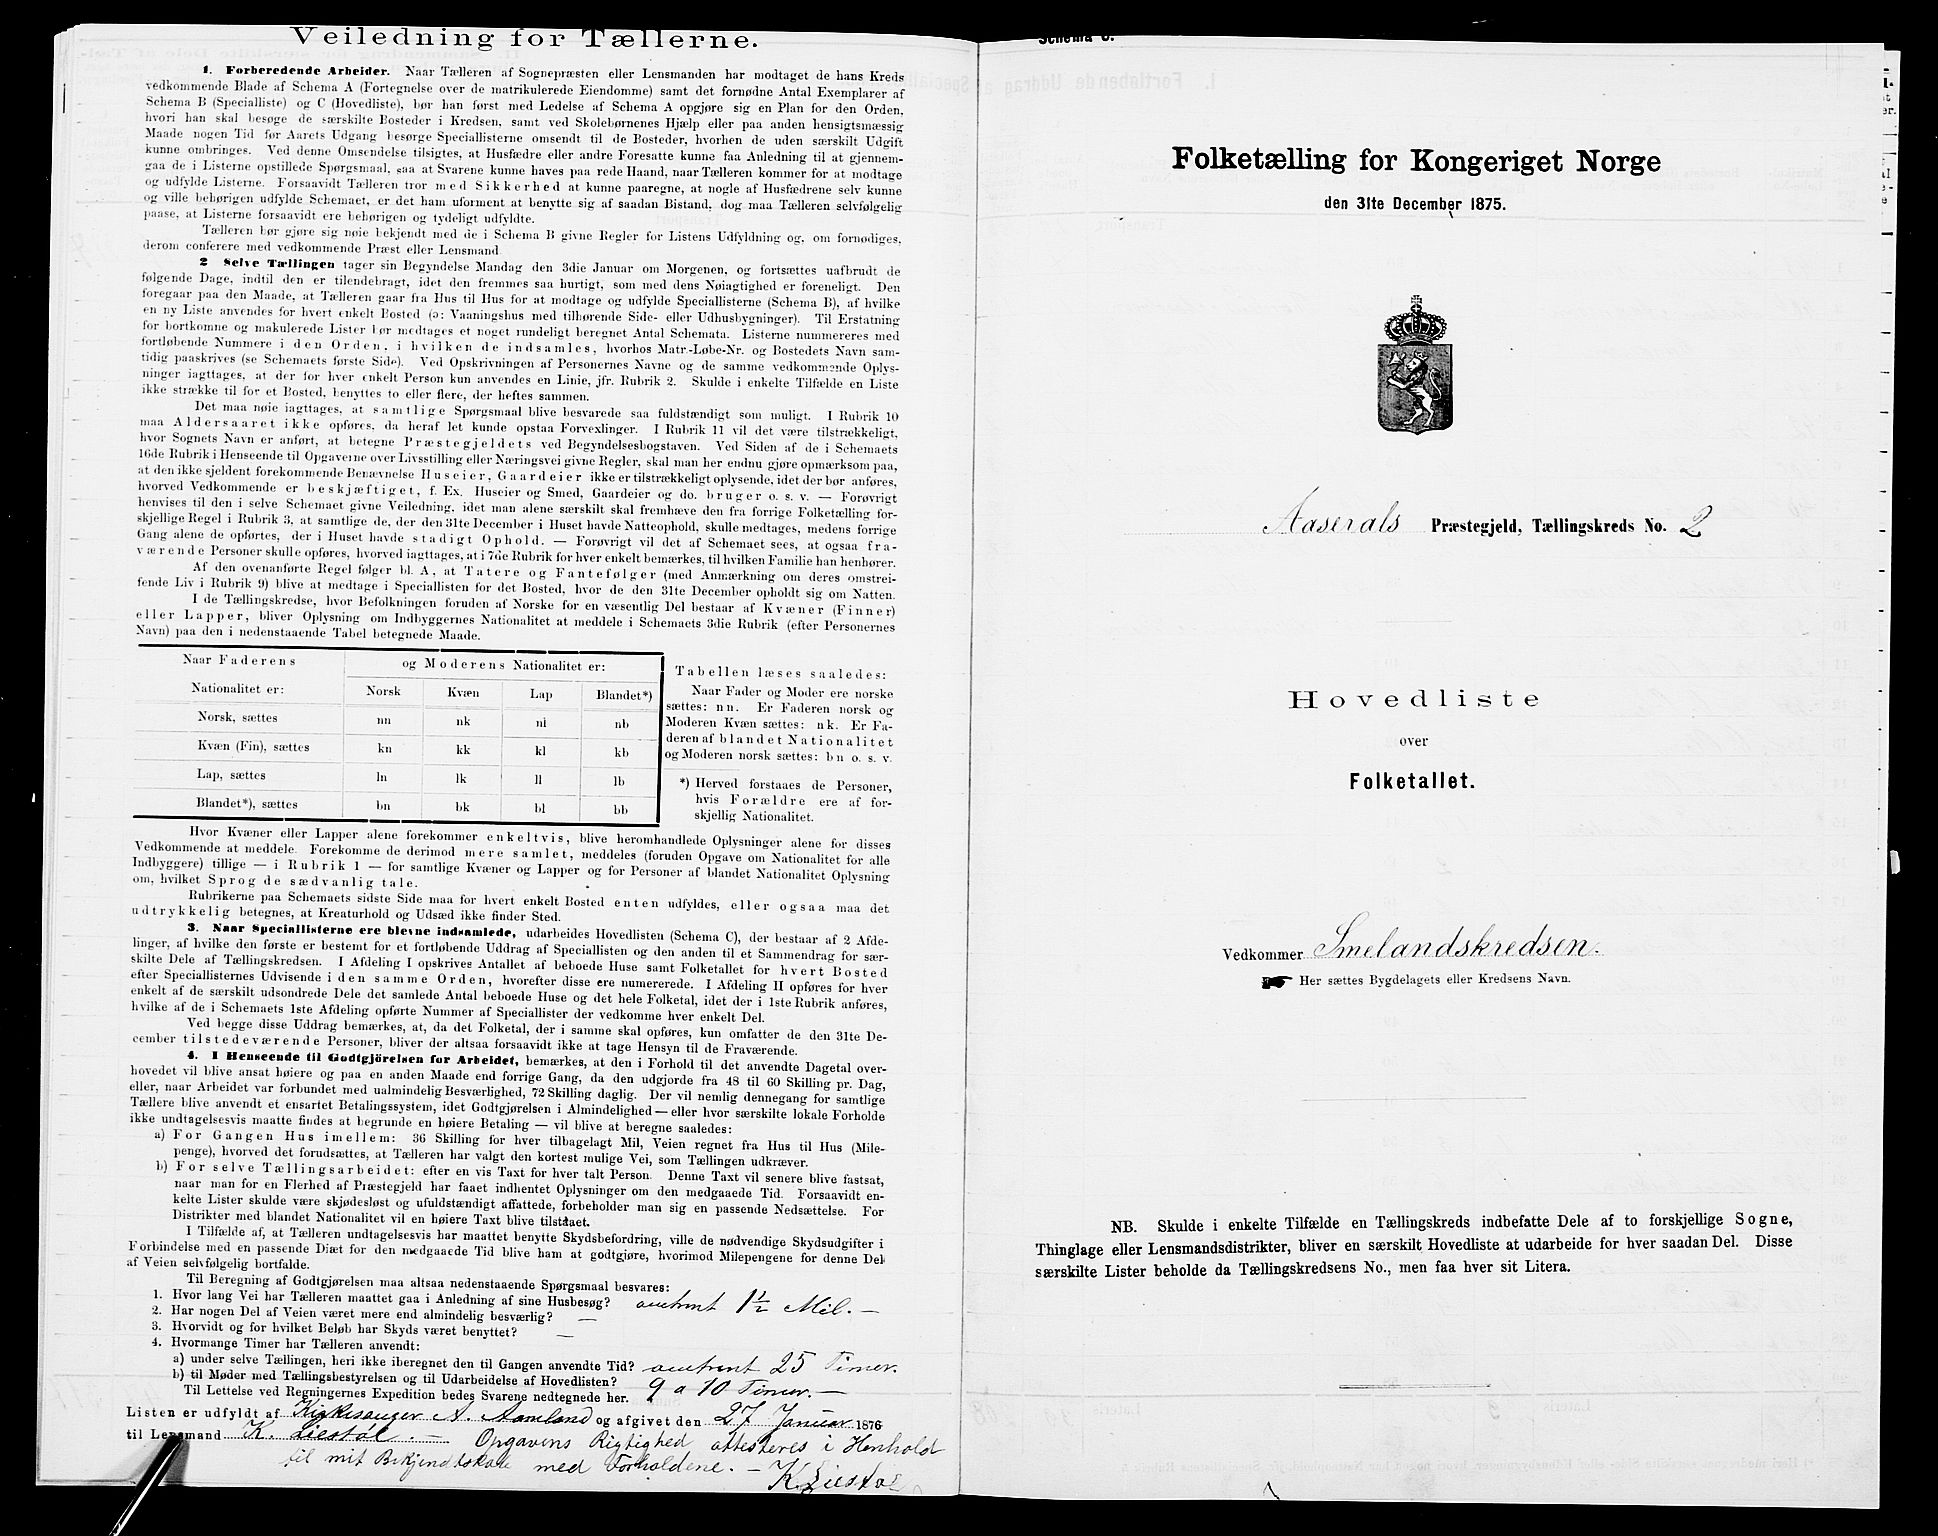 Veiledning for Tællerne.
1. Forberedende Arbeider. Naar Tælleren af Sognepræsten eller Lensmanden har modtaget de hans Kreds
vedkommende Blade af Schema A (Fortegnelse over de matrikulerede Eiendomme) samt det fornødne Antal Exemplarer af
Schema B (Specialliste) og C (Hovedliste), bør han først med Ledelse af Schema A opgjøre sig en Plan for den Orden,
hvori han skal besøge de særskilte Bosteder i Kredsen, samt ved Skolebørnenes Hjælp eller paa anden hensigtsmæssig
Maade nogen Tid før Aarets Udgang besørge Speciallisterne omsendt til de Bosteder, hvorhen de uden særskilt Udgift
kunne ombringes. Ved denne Omsendelse tilsigtes, at Husfædre eller andre Foresatte kunne faa Anledning til at gjennem-
gaa de i Listerne opstillede Spørgsmaal, saa at Svarene kunne haves paa rede Haand, naar Tælleren kommer for at modtage
og udfylde Listerne. Forsaavidt Tælleren tror med Sikkerhed at kunne paaregne, at nogle af Husfædrene selv kunne
og ville behørigen udfylde Schemaet, er det ham uforment at benytte sig af saadan Bistand, dog maa Tælleren selvfølgelig
paase, at Listerne forsaavidt ere behørigen og tydeligt udfyldte.
Tælleren bør gjøre sig nøie bekjendt med de i Schema B givne Regler for Listens Udfyldning og, om fornødiges,
derom conferere med vedkommende Præst eller Lensmand.
2 Selve Tællingen tager sin Begyndelse Mandag den 3die Januar om Morgenen, og fortsættes uafbrudt de
følgende Dage, indtil den er tilendebragt, idet den fremmes saa hurtigt, som med dens Nøiagtighed er foreneligt. Den
foregaar paa den Maade, at Tælleren gaar fra Hus til Hus for at modtage og udfylde Speciallisterne (Schema B), af hvilke
en ny Liste anvendes for hvert enkelt Bosted (ɔ: Vaaningshus med tilhørende Side- eller Udhusbygninger). Til Erstatning
for bortkomne og makulerede Lister bør medtages et noget rundeligt beregnet Antal Schemata. Listerne nummereres med
fortløbende Nummere i den Orden, i hvilken de indsamles, hvorhos Matr.-Løbe-Nr. og Bostedets Navn sam-
tidig paaskrives (se Schemaets første Side). Ved Opskrivningen af Personernes Navne og de samme vedkommende Oplys-
ninger iagttages, at der for hver enkelt Person kun anvendes en Linie, jfr. Rubrik 2. Skulde i enkelte Tilfælde en Liste
ikke strække til for et Bosted, benyttes to eller flere, der heftes sammen.
Det maa nøie iagttages, at samtlige Spørgsmaal blive besvarede saa fuldstændigt som muligt. I Rubrik 10
maa Aldersaaret ikke opføres, da heraf let kunde opstaa Forvexlinger. I Rubrik 11 vil det være tilstrækkeligt,
hvor Sognets Navn er anført, at betegne Præstegjeldets ved Begyndelsesbogstaven. Ved Siden af de i Schemaets
16de Rubrik i Henseende til Opgaverne over Livsstilling eller Næringsvei givne Regler, skal man her endnu gjøre opmærksom paa,
at den ikke sjeldent forekommende Benævnelse Huseier, Gaardeier ikke er tilstrækkeligt oplysende, idet der bør anføres,
hvorved Vedkommende er beskjæftiget, f. Ex. Huseier og Smed, Gaardeier og do. bruger o. s. v. — Forøvrigt
henvises til den i selve Schemaet givne Veiledning, idet man alene særskilt skal fremhæve den fra forrige Folketælling for-
skjellige Regel i Rubrik 3, at samtlige de, der den 31te December i Huset havde Natteophold, skulle medtages, medens forrige
Gang alene de opførtes, der i Huset havde stadigt Ophold. — Forøvrigt vil det af Schemaet sees, at ogsaa fra-
værende Personer skulle opføres, hvorved iagttages, at i 7de Rubrik for hver enkelt bemærkes, til hvilken Familie han henhører.
Af den ovenanførte Regel følger bl. A. at Tatere og Fantefølger (med Anmærkning om deres omstrei-
fende Liv i Rubrik 9) blive at medtage i Speciallisten for det Bosted, hvor de den 31te December opholdt sig om Natten.
I de Tællingskredse, hvor Befolkningen foruden af Norske for en væsentlig Del bestaar af Kvæner (Finner)
eller Lapper, bliver Oplysning om Indbyggernes Nationalitet at meddele i Schemaets 3die Rubrik (efter Personernes
Navn) paa den i nedenstaaende Tabel betegnede Maade.
Naar Faderens og Moderens Nationalitet er:
Nationalitet er: Norsk Kvæn Lap Blandet*)
Norsk, sættes nn nk nl nb
Kvæn (Fin), sættes kn kk kl kb
Lap, sættes ln lk ll lb
Blandet*), sættes bn bk bl bb
Tabellen læses saaledes:
Naar Fader og Moder ere norske
sættes: nn. Er Faderen norsk og
Moderen Kvæn sættes: nk. Er Fa-
deren af blandet Nationalitet
og Moderen norsk sættes: bn o. s. v.
*) Herved forstaaes de Personer,
hvis Forældre ere af for-
skjellig Nationalitet.
Hvor Kvæner eller Lapper alene forekommer enkeltvis, blive heromhandlede Oplysninger alene for disses
Vedkommende at meddele. Forekomme de derimod mere samlet, meddeles (foruden Opgave om Nationalitet for alle
Indbyggere) tillige — i Rubrik 1 — for samtlige Kvæner og Lapper og for Personer af blandet Nationalitet Oplysning
om, hvilket Sprog de sædvanlig tale.
Rubrikerne paa Schemaets sidste Side maa for hvert enkelt Bosted enten udfyldes, eller ogsaa maa det
udtrykkelig betegnes, at Kreaturhold og Udsæd ikke finder Sted.
3. Naar Speciallisterne ere blevne indsamlede, udarbeides Hovedlisten (Schema C), der bestaar af 2 Afde-
linger, af hvilke den første er bestemt for et fortløbende Uddrag af Speciallisten og den anden til et Sammendrag for sær-
skilte Dele af Tællingskredsen. I Afdeling I opskrives Antallet af beboede Huse samt Folketallet for hvert Bosted
efter Speciallisternes Udvisende i den samme Orden, hvorefter disse ere numererede. I Afdeling II opføres for hver
enkelt af de særskilt udsondrede Dele det samlede Antal beboede Huse og det hele Folketal, idet der i 1ste Rubrik anføres,
hvilke af de i Schemaets 1ste Afdeling opførte Nummer af Speciallister der vedkomme hver enkelt Del.
Ved begge disse Uddrag bemærkes, at, da det Folketal, der i samme skal opføres, kun omfatter de den 31te De-
cember tilstedeværende Personer, bliver der altsaa forsaavidt ikke at tage Hensyn til de Fraværende.
4. I Henseende til Godtgjörelsen for Arbeidet, bemærkes, at den i Forhold til det anvendte Dagetal over-
hovedet vil blive ansat høiere og paa en anden Maade end forrige Gang, da den udgjorde fra 48 til 60 Skilling pr. Dag,
eller, naar Arbeidet var forbundet med ualmindelig Besværlighed, 72 Skilling daglig. Der vil nemlig dennegang for samtlige
Tællere blive anvendt et ensartet Betalingssystem, idet Godtgjørelsen i Almindelighed — eller hvor særskilte lokale Forholde
ikke undtagelsesvis maatte findes at begrunde en høiere Betaling — vil blive at beregne saaledes:
a) For Gangen Hus imellem: 36 Skilling for hver tilbagelagt Mil, Veien regnet fra Hus til Hus (Mile-
penge), hvorved det forudsættes, at Tælleren har valgt den kortest mulige Vei, som Tællingen udkræver.
b) For selve Tællingsarbeidet: efter en vis Taxt for hver talt Person. Denne Taxt vil senere blive fastsat,
naar man for en Flerhed af Præstegjeld har faaet indhentet Oplysninger om den medgaaede Tid. Forsaavidt en-
kelte Lister skulde være skjødesløst og ufuldstændigt affattede, forbeholder man sig en passende Nedsættelse. For
Distrikter med blandet Nationalitet vil en høiere Taxt blive tilstaaet.
I Tilfælde af, at Tælleren undtagelsesvis har maattet benytte Skydsbefordring, ville de nødvendige Skydsudgifter i
Forbindelse med en passende Diæt for den medgaaede Tid blive ham at godtgjøre, hvorimod Milepengene for denne Del
af Veien selvfølgelig bortfalde.
Til Beregning af Godtgjørelsen maa altsaa nedenstaaende Spørgsmaal besvares:
1. Hvor lang Vei har Tælleren maattet gaa i Anledning af sine Husbesøg? omtrent 1½ Mil. —
2. Har nogen Del af Veien været mere end almindelig besværlig? —
3. Hvorvidt og for hvilket Beløb har Skyds været benyttet? —
4. Hvormange Timer har Tælleren anvendt:
a) under selve Tællingen, heri ikke iberegnet den til Gangen anvendte Tid? omtrent 25 Timer.
b) til Møder med Tællingsbestyrelsen og til Udarbeidelse af Hovedlisten? 9 a 10 Timer. —
Til Lettelse ved Regningernes Expedition bedes Svarene nedtegnede her.
Listen er udfyldt af Kirkesanger A. Aamland og afgivet den 27 Januar 1876
til Lensmand K. Liestøl. — Opgavens Rigtighed attesteres i Henhold
til mit Bekjendtskab med Forholdene. — K. Liestøl
Schema C.
Folketælling for Kongeriget Norge
den 31te December 1875.
Aaserals Præstegjeld, Tællingskreds No. 2
Hovedliste
over
Folketallet.
Vedkommer Smelandskredsen.
Her sættes Bygdelagets eller Kredsens Navn.
NB. Skulde i enkelte Tilfælde en Tællingskreds indbefatte Dele af to forskjellige Sogne,
Thinglage eller Lensmandsdistrikter, bliver en særskilt Hovedliste at udarbeide for hver saadan Del. Disse
særskilte Lister beholde da Tællingskredsens No., men faa hver sit Litera.